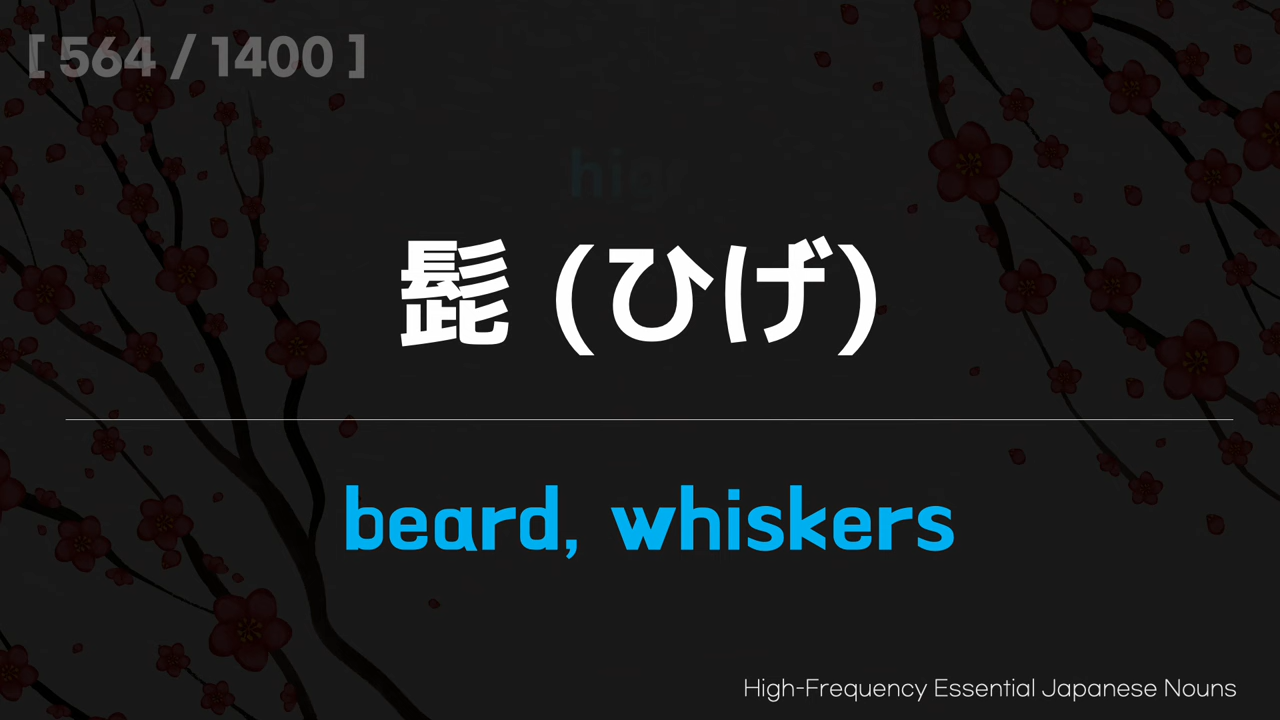 [ 564 / 1400 ]
髭 (ひげ)
beard, whiskers
High-Frequency Essential Japanese Nouns